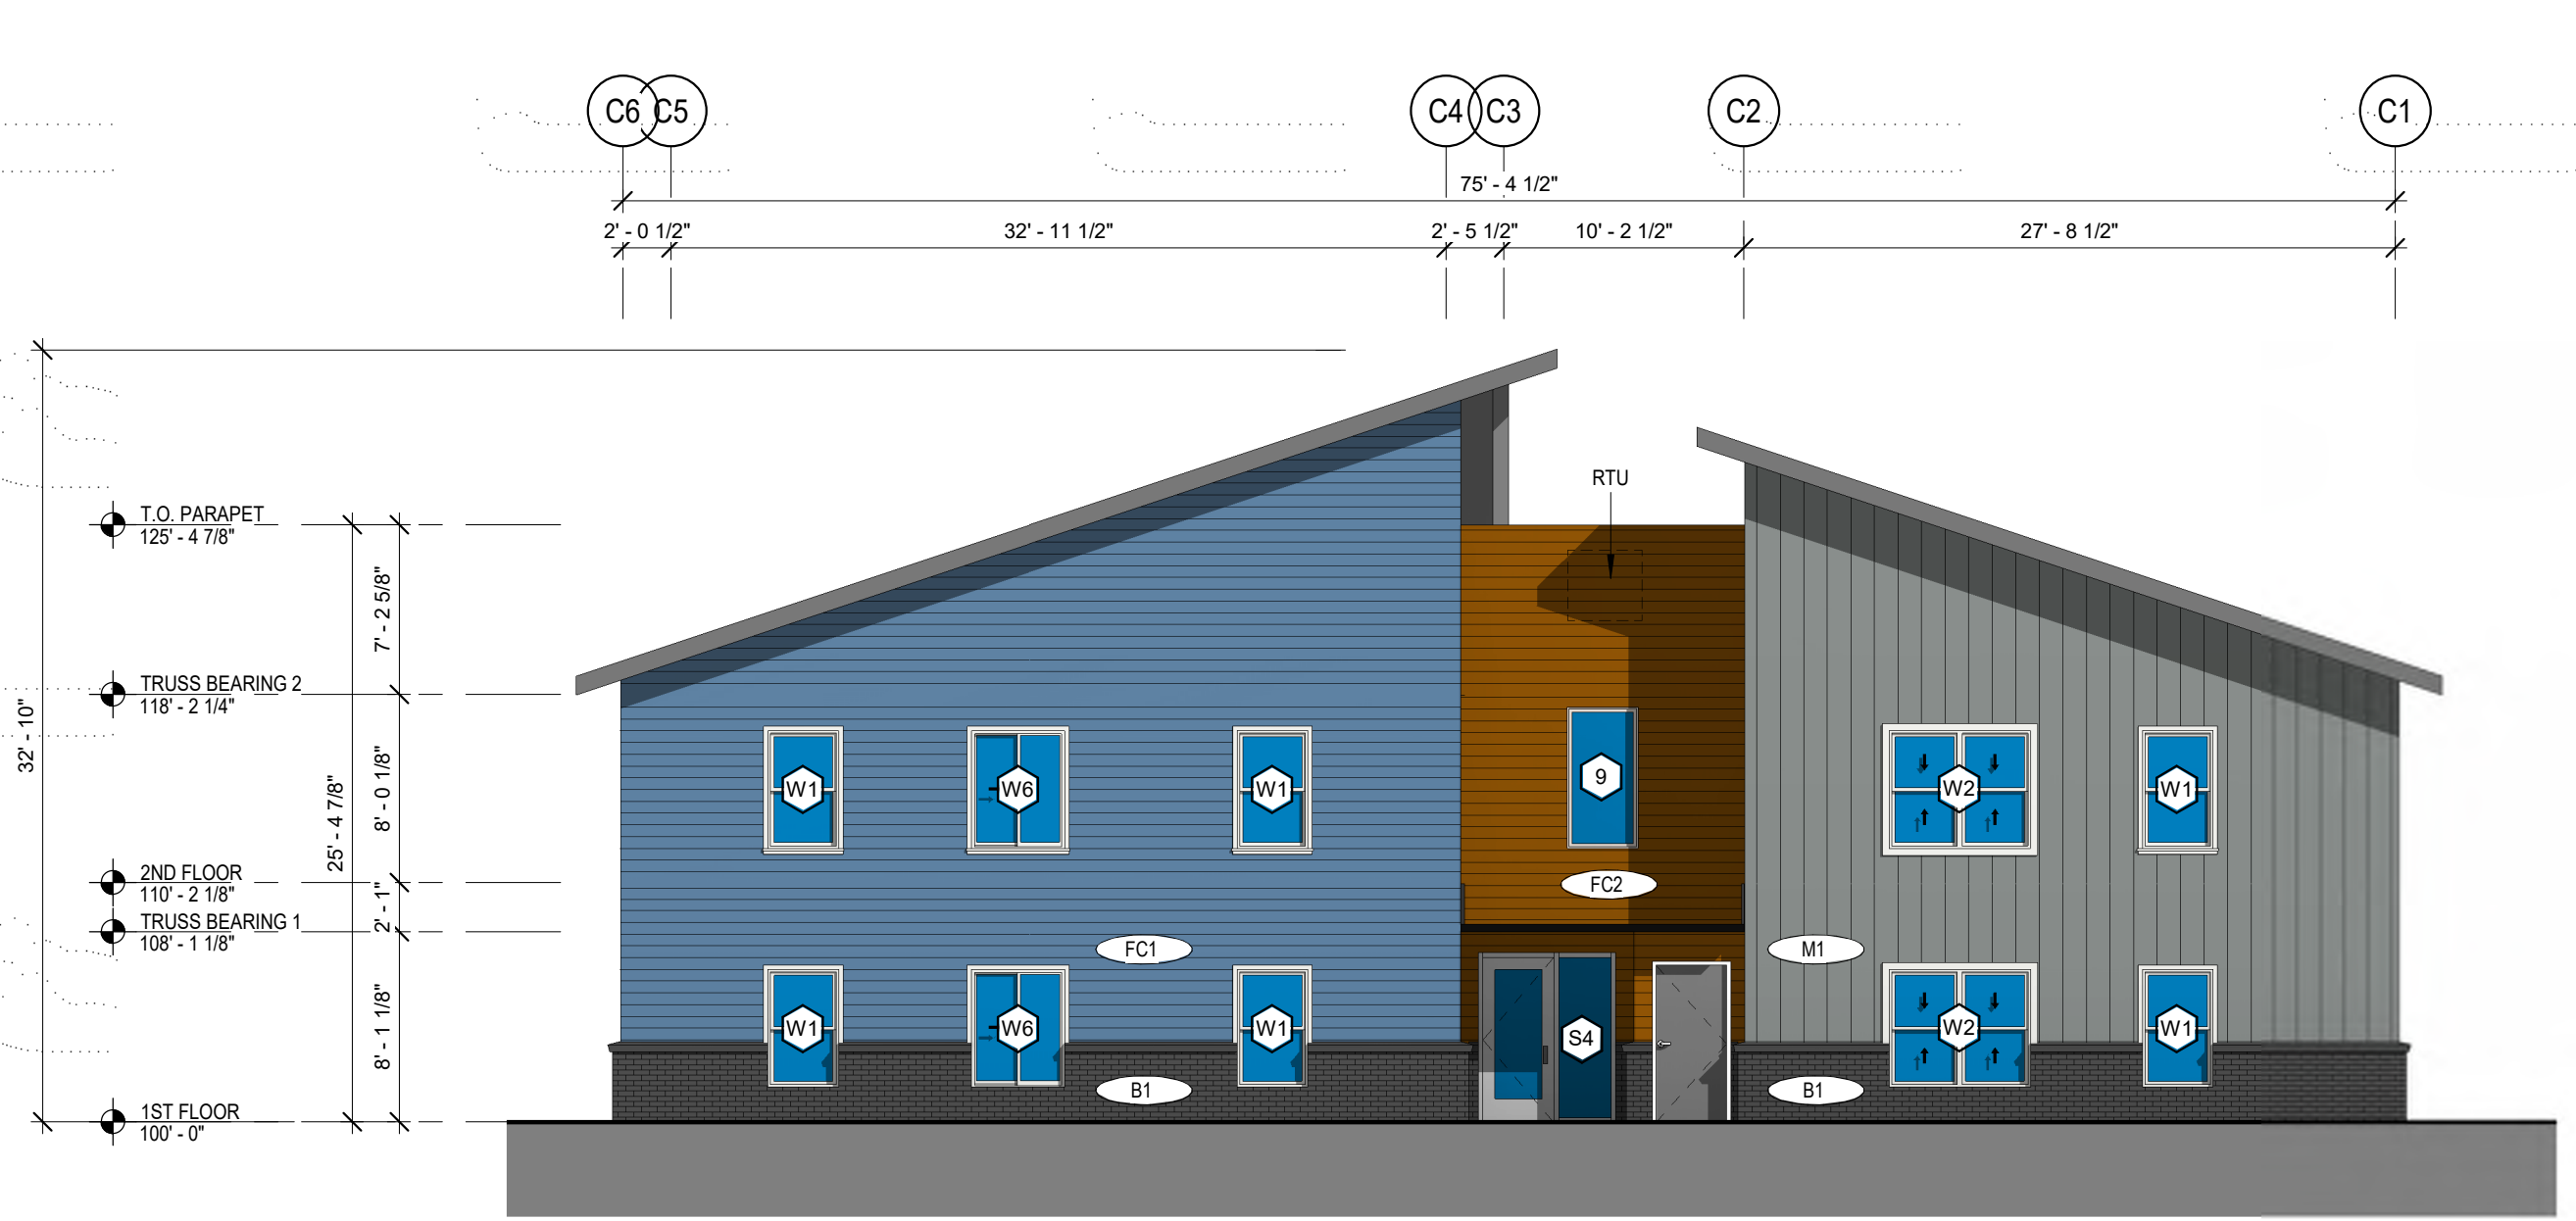 C6 C5 C4 C3 C2 C1
75' - 4 1/2"
2' - 0 1/2" 32' - 11 1/2" 2' - 5 1/2" 10' - 2 1/2" 27' - 8 1/2"
RTU
T.O. PARAPET
125' - 4 7/8"
7' - 2 5/8"
TRUSS BEARING 2
118' - 2 1/4"
32' - 10"
25' - 4 7/8"
8' - 0 1/8"
W1 W6 W1 9 W2 W1
2ND FLOOR
110' - 2 1/8"
FC2
2' - 1"
TRUSS BEARING 1
108' - 1 1/8"
FC1 M1
8' - 1 1/8"
W1 W6 W1 S4 W2 W1
B1 B1
1ST FLOOR
100' - 0"